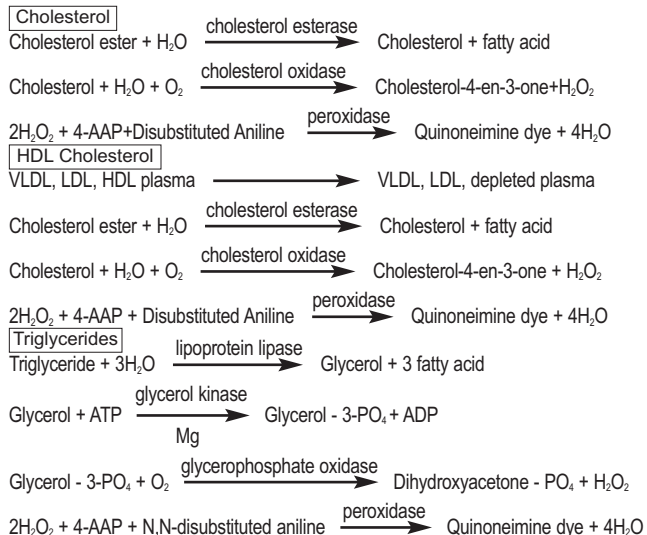 Cholesterol
cholesterol esterase
Cholesterol ester + H₂O Cholesterol + fatty acid
cholesterol oxidase
Cholesterol + H₂O + O₂ Cholesterol-4-en-3-one+H₂O₂
peroxidase
2H₂O₂ + 4-AAP+Disubstituted Aniline Quinoneimine dye + 4H₂O
HDL Cholesterol
VLDL, LDL, HDL plasma VLDL, LDL, depleted plasma
cholesterol esterase
Cholesterol ester + H₂O Cholesterol + fatty acid
cholesterol oxidase
Cholesterol + H₂O + O₂ Cholesterol-4-en-3-one + H₂O₂
peroxidase
2H₂O₂ + 4-AAP + Disubstituted Aniline Quinoneimine dye + 4H₂O
Triglycerides
lipoprotein lipase
Triglyceride + 3H₂O Glycerol + 3 fatty acid
glycerol kinase
Glycerol + ATP Glycerol - 3-PO₄ + ADP
Mg
glycerophosphate oxidase
Glycerol - 3-PO₄ + O₂ Dihydroxyacetone - PO₄ + H₂O₂
peroxidase
2H₂O₂ + 4-AAP + N,N-disubstituted aniline Quinoneimine dye + 4H₂O